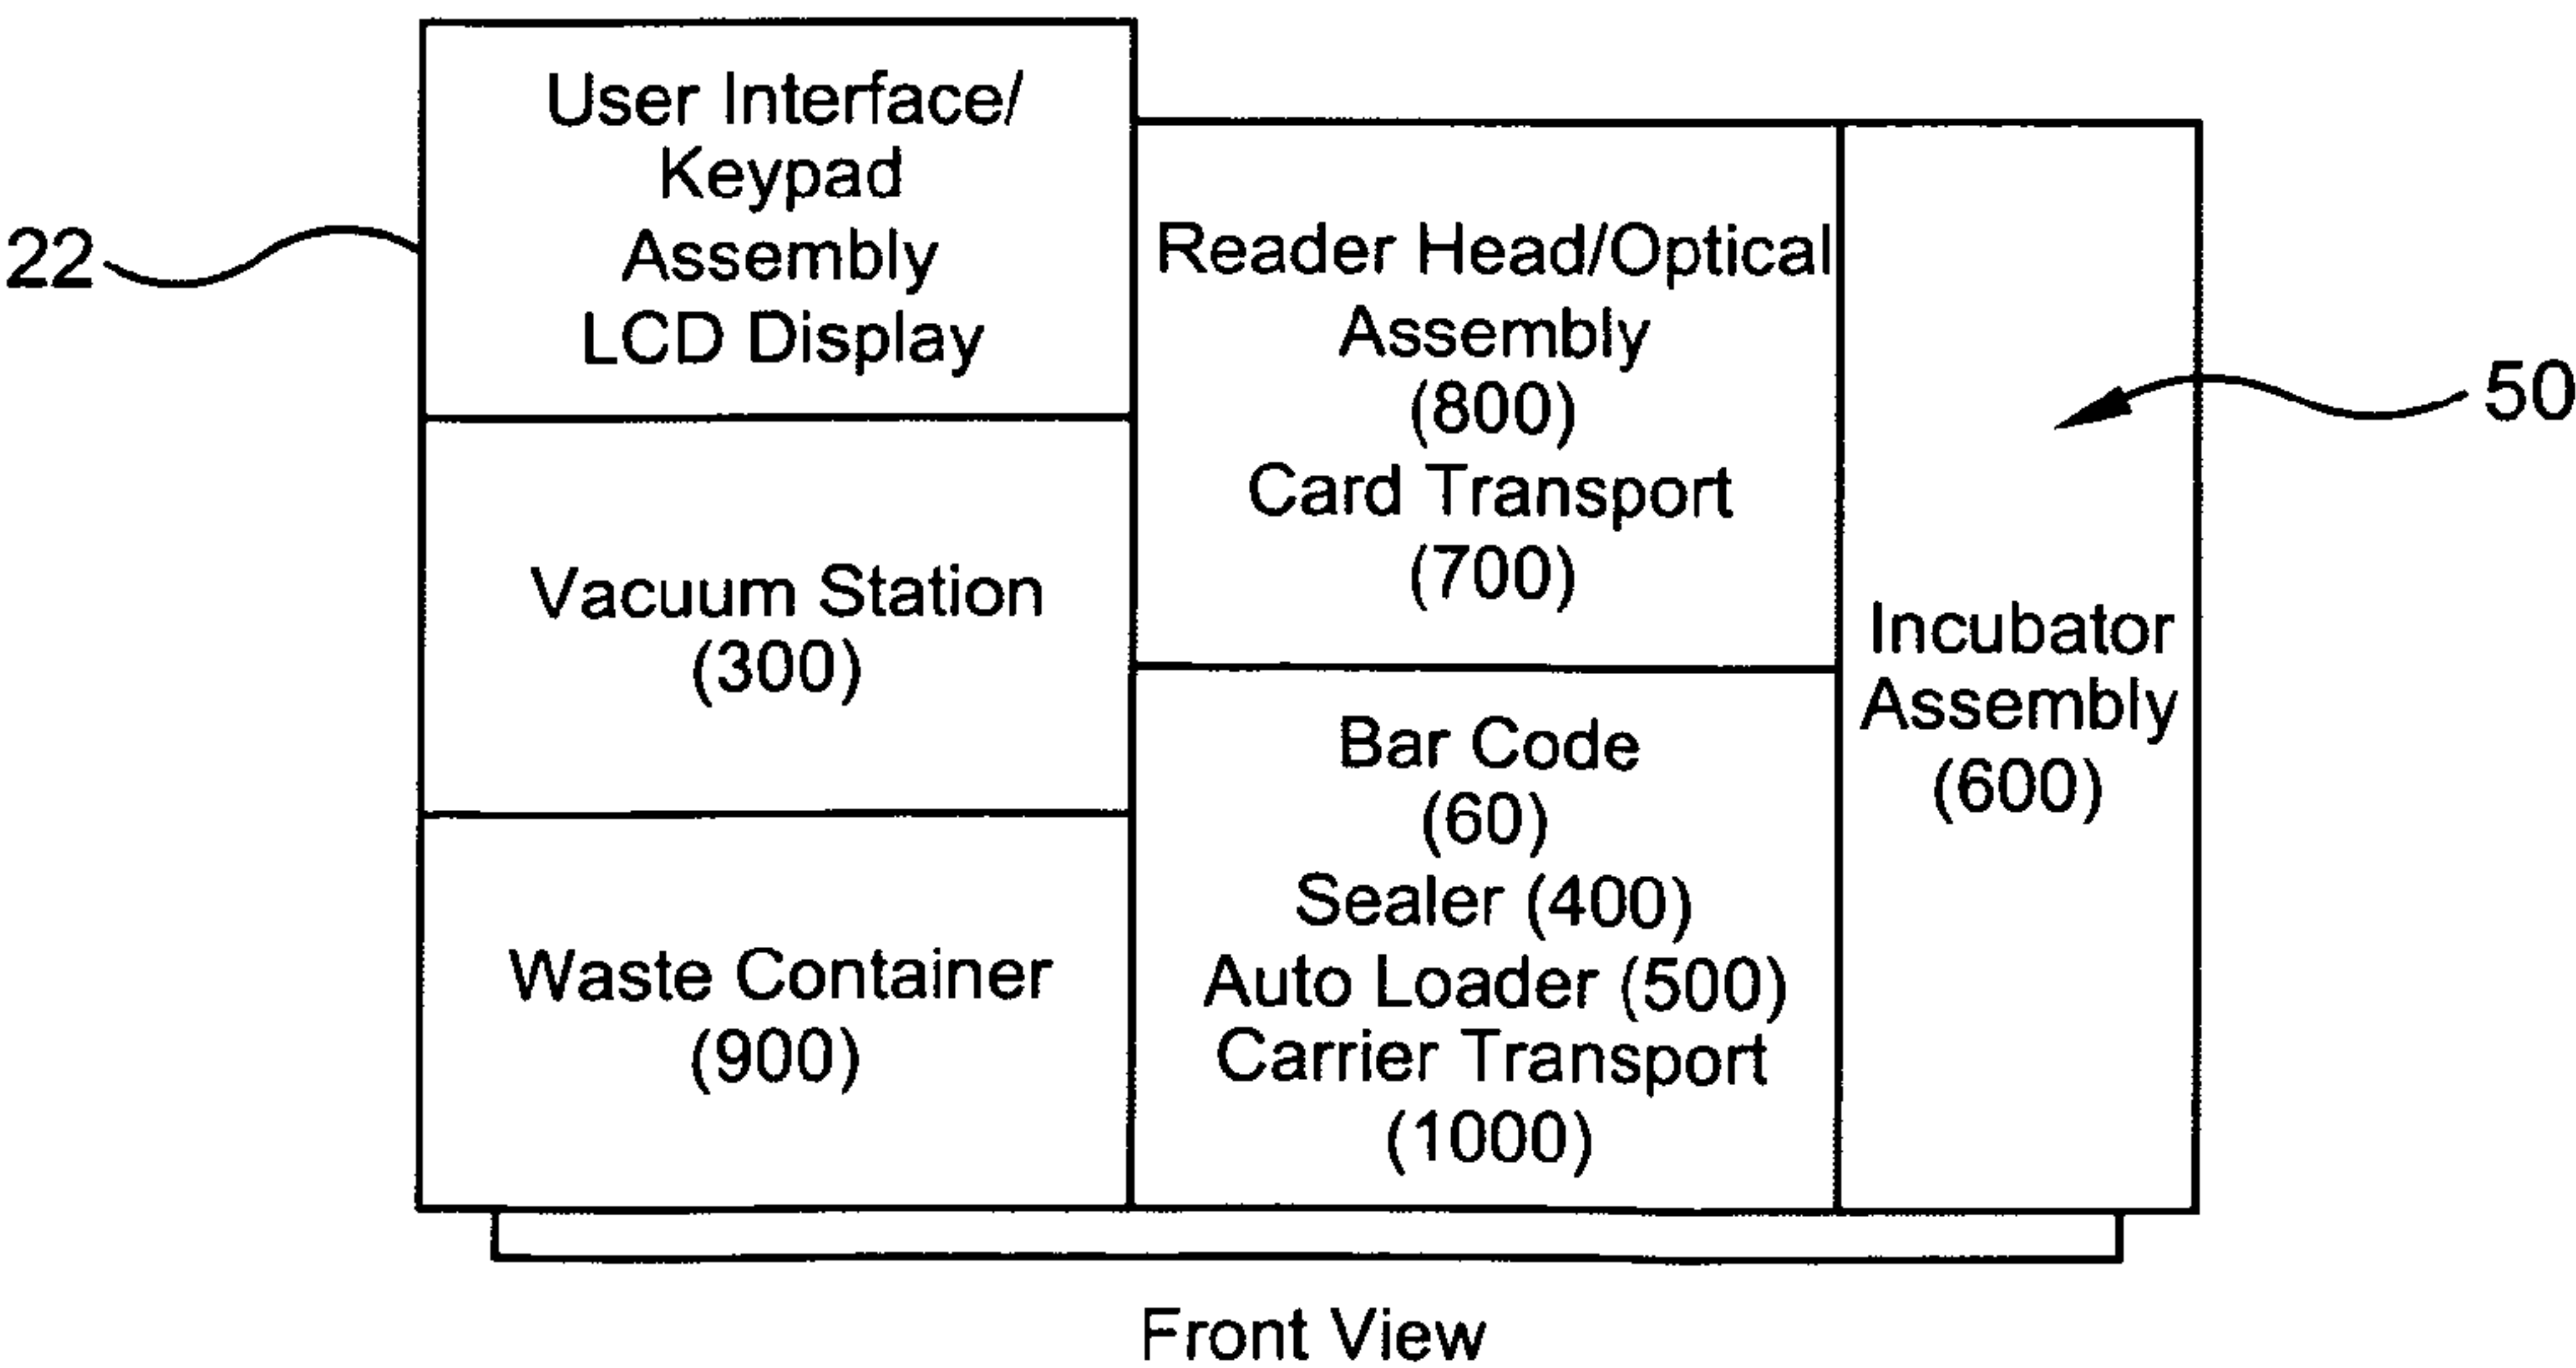 User Interface/
Keypad
Assembly
LCD Display
22
Vacuum Station
(300)
Waste Container
(900)
Reader Head/Optical
Assembly
(800)
Card Transport
(700)
Bar Code
(60)
Sealer (400)
Auto Loader (500)
Carrier Transport
(1000)
50
Incubator
Assembly
(600)
Front View